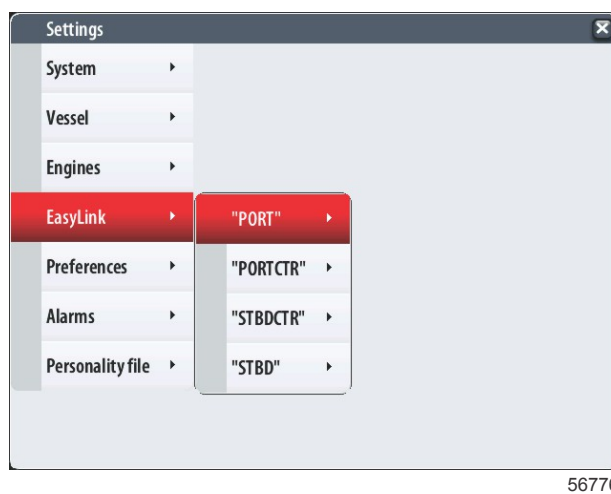 Settings
System
Vessel
Engines
EasyLink
"PORT"
Preferences
"PORTCTR"
Alarms
"STBDCTR"
Personality file
"STBD"